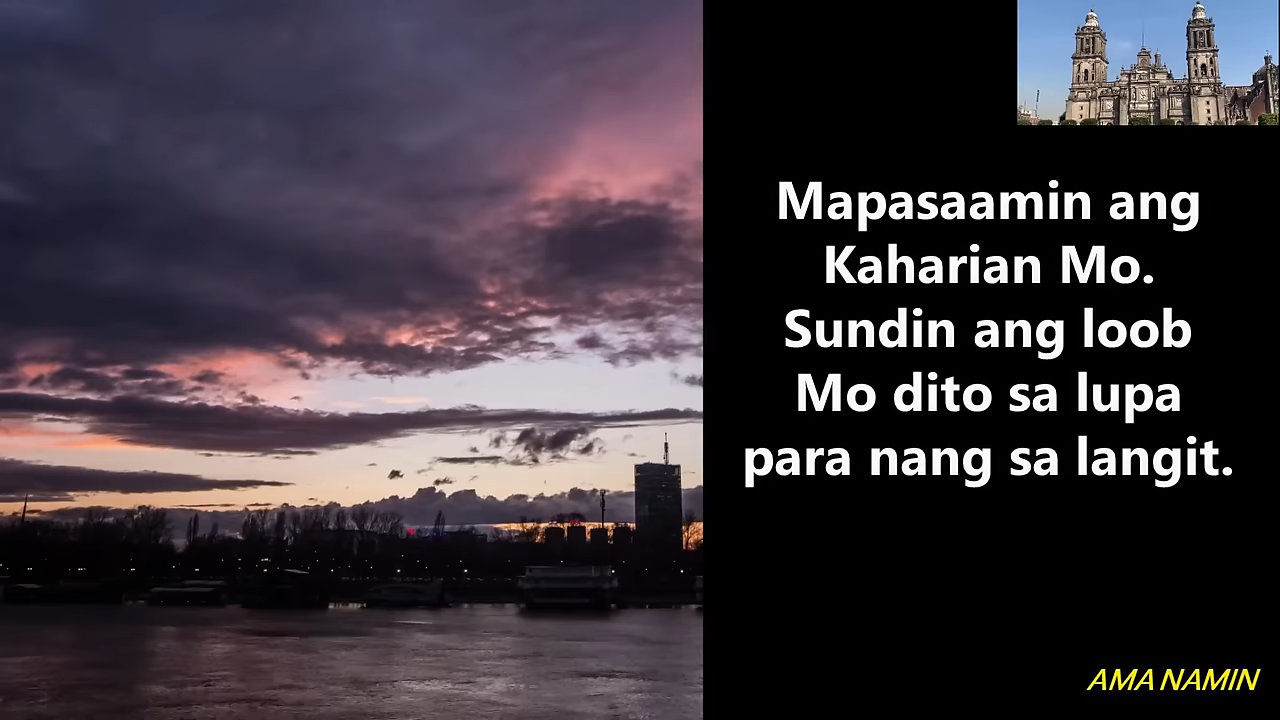 Mapasaamin ang
Kaharian Mo.
Sundin ang loob
Mo dito sa lupa
para nang sa langit.
AMA NAMIN